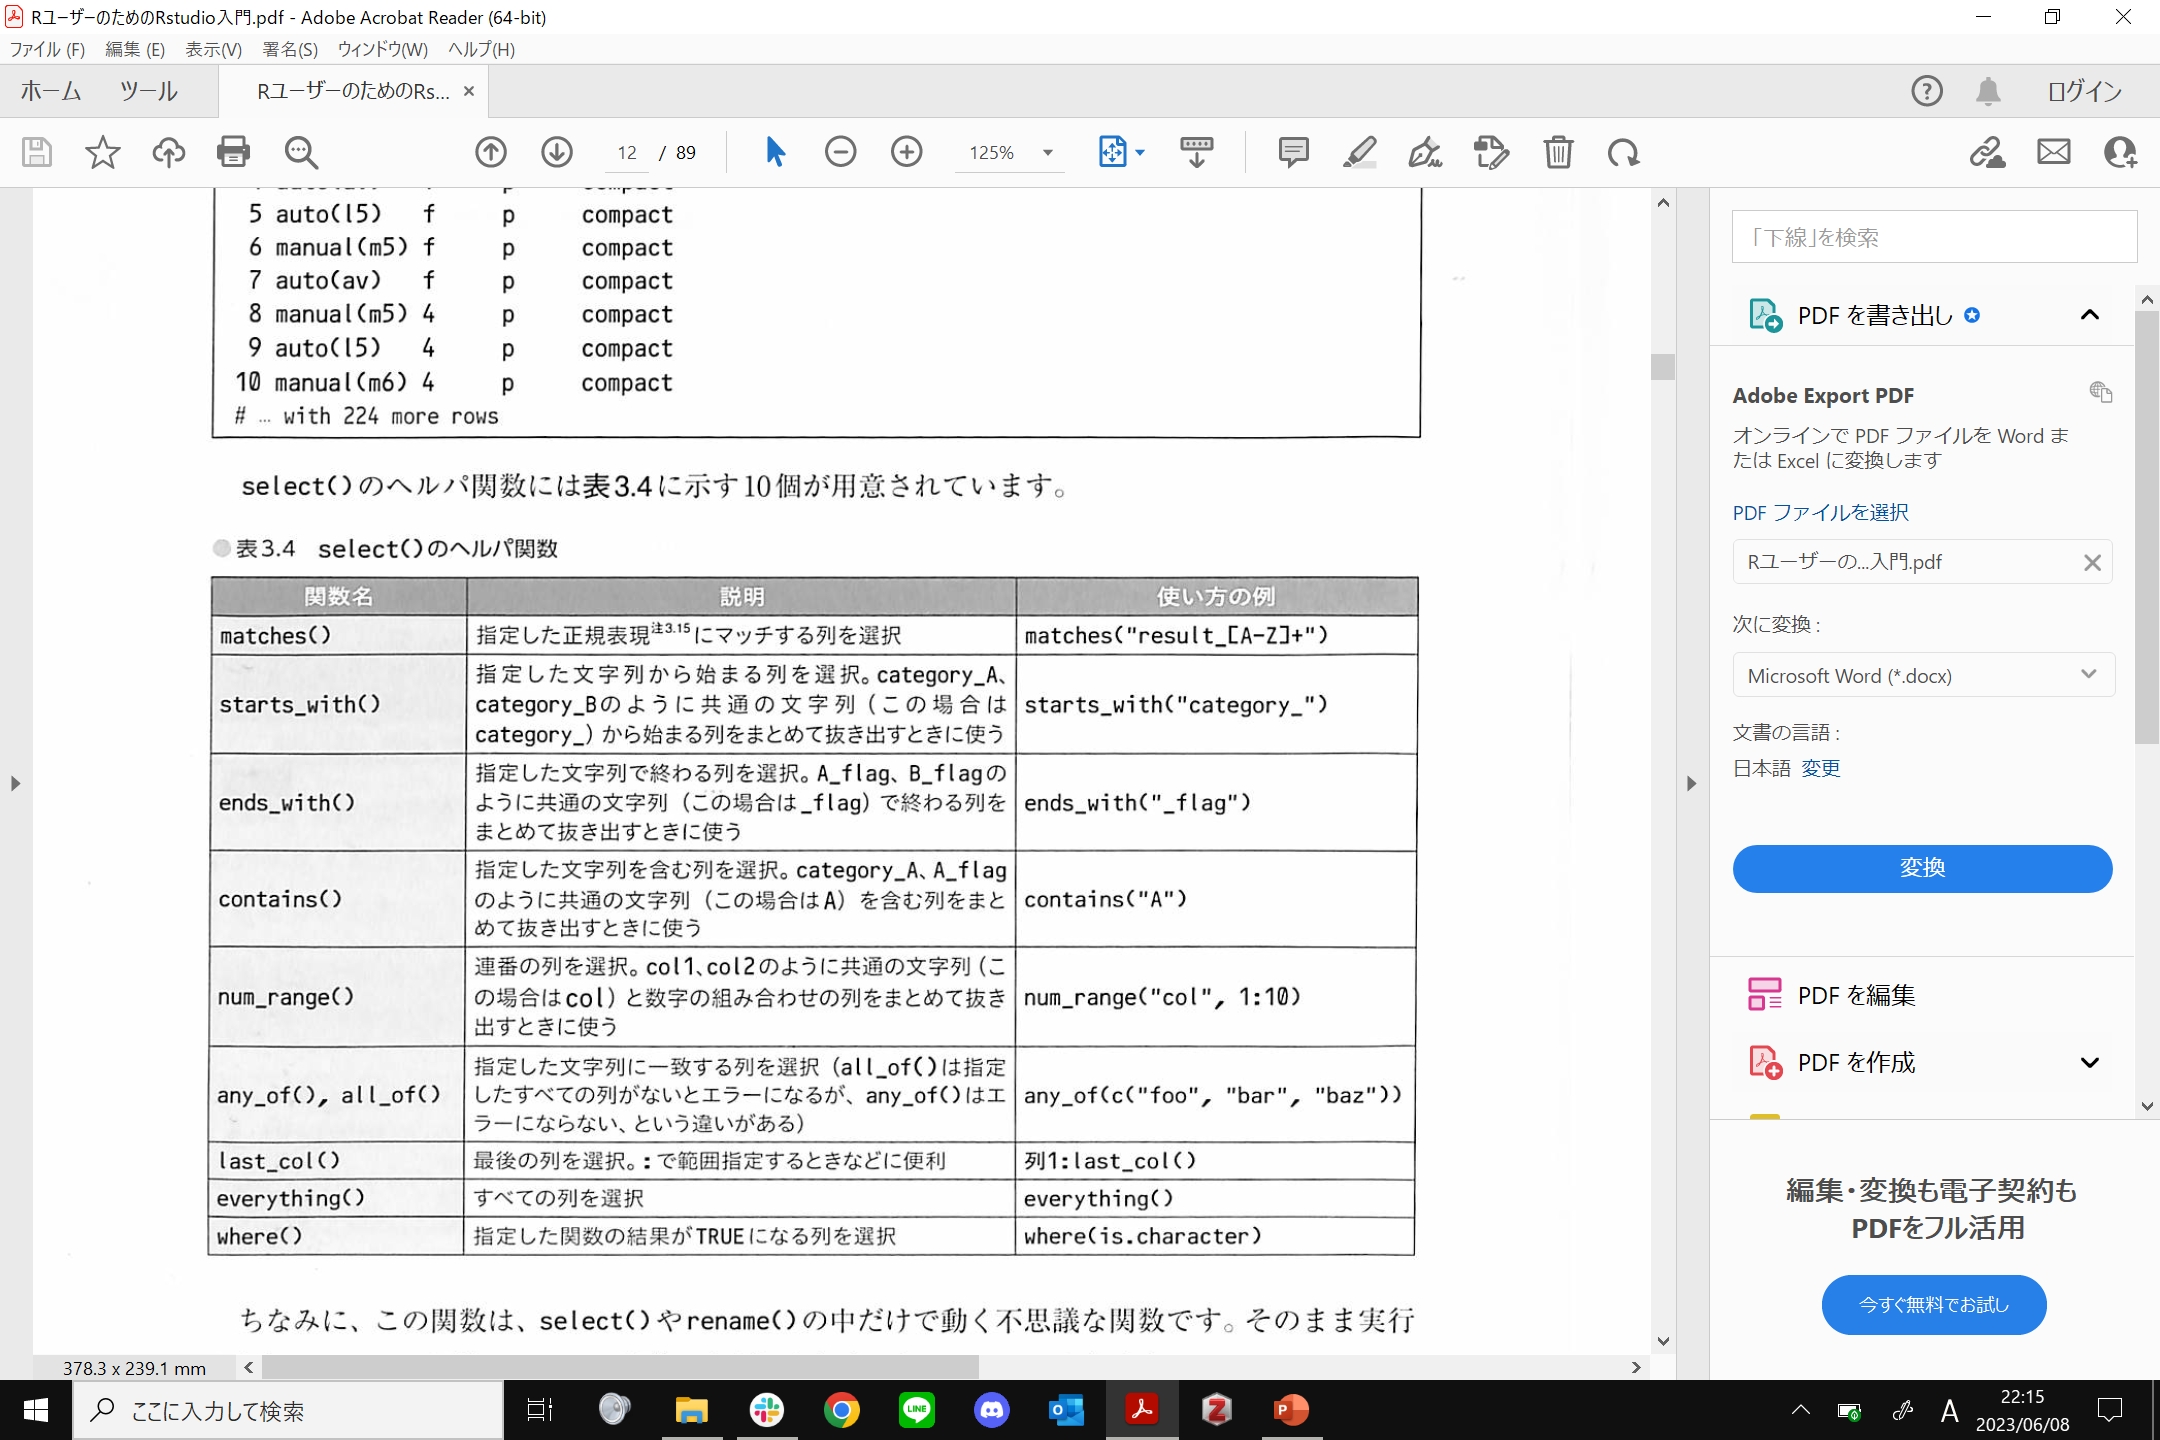 RユーザーのためのRstudio入門.pdf - Adobe Acrobat Reader (64-bit)
ファイル (F) 編集 (E) 表示(V) 署名(S) ウィンドウ(W) ヘルプ(H)
ホーム ツール RユーザーのためのRs... × ログイン
12 / 89 125%
5 auto(l5) f p compact
6 manual(m5) f p compact
7 auto(av) f p compact
8 manual(m5) 4 p compact
9 auto(l5) 4 p compact
10 manual(m6) 4 p compact
# … with 224 more rows
select()のヘルパ関数には表3.4に示す10個が用意されています。
表3.4 select()のヘルパ関数
関数名 説明 使い方の例
matches() 指定した正規表現注3.15にマッチする列を選択 matches("result_[A-Z]+")
starts_with() 指定した文字列から始まる列を選択。category_A、
category_Bのように共通の文字列(この場合は
category_)から始まる列をまとめて抜き出すときに使う
starts_with("category_")
ends_with() 指定した文字列で終わる列を選択。A_flag、B_flagの
ように共通の文字列(この場合は_flag)で終わる列を
まとめて抜き出すときに使う
ends_with("_flag")
contains() 指定した文字列を含む列を選択。category_A、A_flag
のように共通の文字列(この場合はA)を含む列をまと
めて抜き出すときに使う
contains("A")
num_range() 連番の列を選択。col1、col2のように共通の文字列(こ
の場合はcol)と数字の組み合わせの列をまとめて抜き
出すときに使う
num_range("col", 1:10)
any_of(), all_of() 指定した文字列に一致する列を選択(all_of()は指定
したすべての列がないとエラーになるが、any_of()はエ
ラーにならない、という違いがある)
any_of(c("foo", "bar", "baz"))
last_col() 最後の列を選択。:で範囲指定するときなどに便利 列1:last_col()
everything() すべての列を選択 everything()
where() 指定した関数の結果がTRUEになる列を選択 where(is.character)
ちなみに、この関数は、select()やrename()の中だけで動く不思議な関数です。そのまま実行
378.3 x 239.1 mm
「下線」を検索
PDF を書き出し
Adobe Export PDF
オンラインで PDF ファイルを Word ま
たは Excel に変換します
PDF ファイルを選択
Rユーザーの...入門.pdf
次に変換 :
Microsoft Word (*.docx)
文書の言語 :
日本語 変更
変換
PDF を編集
PDF を作成
編集・変換も電子契約も
PDFをフル活用
今すぐ無料でお試し
ここに入力して検索
LINE
A
22:15
2023/06/08